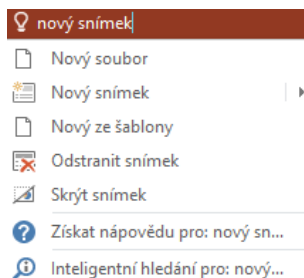 nový snímek
Nový soubor
Nový snímek
Nový ze šablony
Odstranit snímek
Skrýt snímek
Získat nápovědu pro: nový sn...
Inteligentní hledání pro: nový...